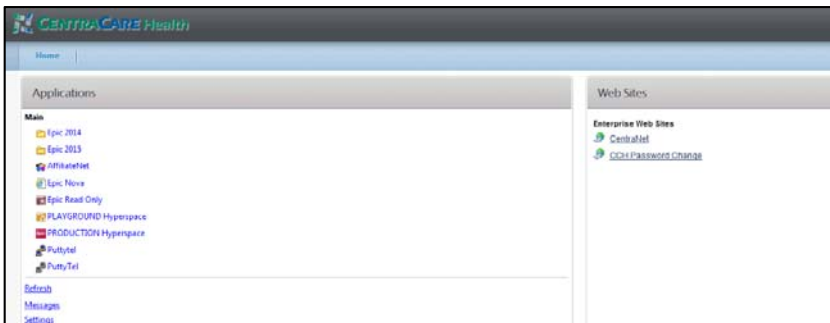 CENTRACARE Health
Home
Applications
Main
Epic 2014
Epic 2015
AffiliateNet
Epic Nova
Epic Read Only
PLAYGROUND Hyperspace
PRODUCTION Hyperspace
Puttytel
PuttyTel
Refresh
Messages
Settings
Web Sites
Enterprise Web Sites
CentraNet
CCH Password Change